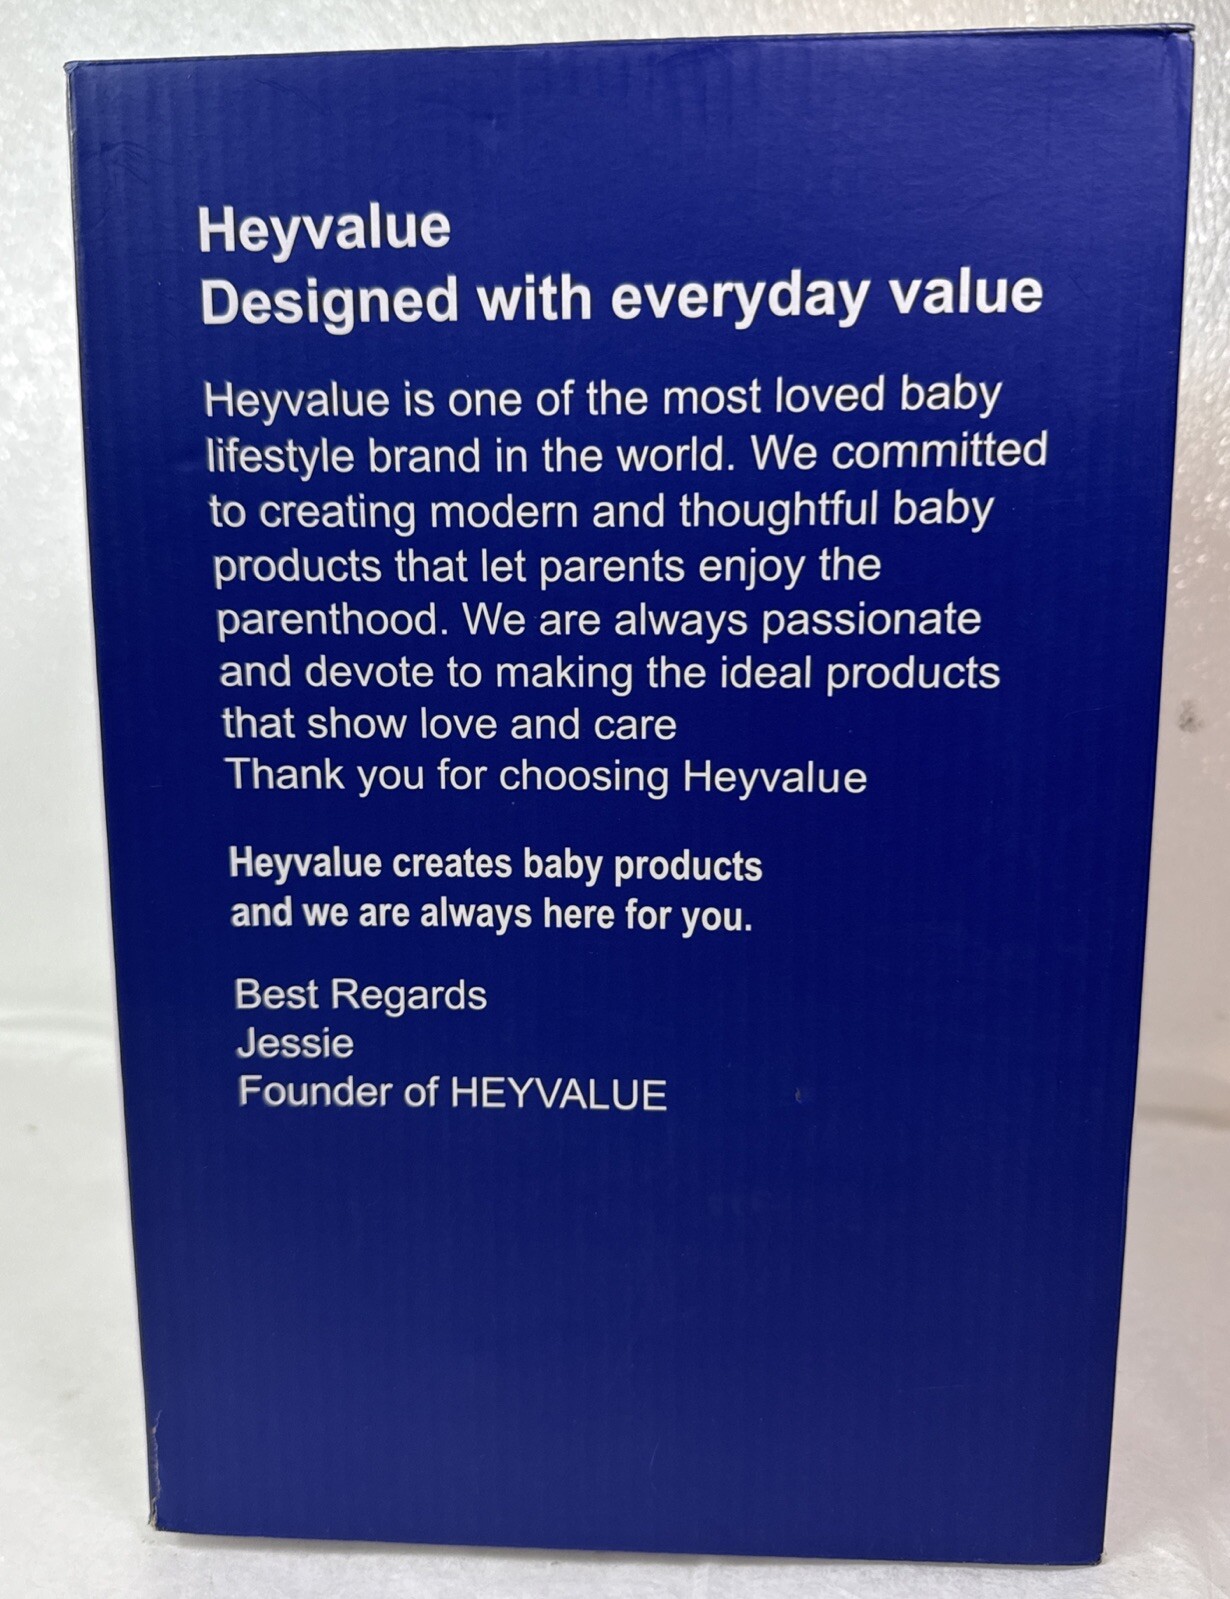 Heyvalue
Designed with everyday value
Heyvalue is one of the most loved baby
lifestyle brand in the world. We committed
to creating modern and thoughtful baby
products that let parents enjoy the
parenthood. We are always passionate
and devote to making the ideal products
that show love and care
Thank you for choosing Heyvalue
Heyvalue creates baby products
and we are always here for you.
Best Regards
Jessie
Founder of HEYVALUE